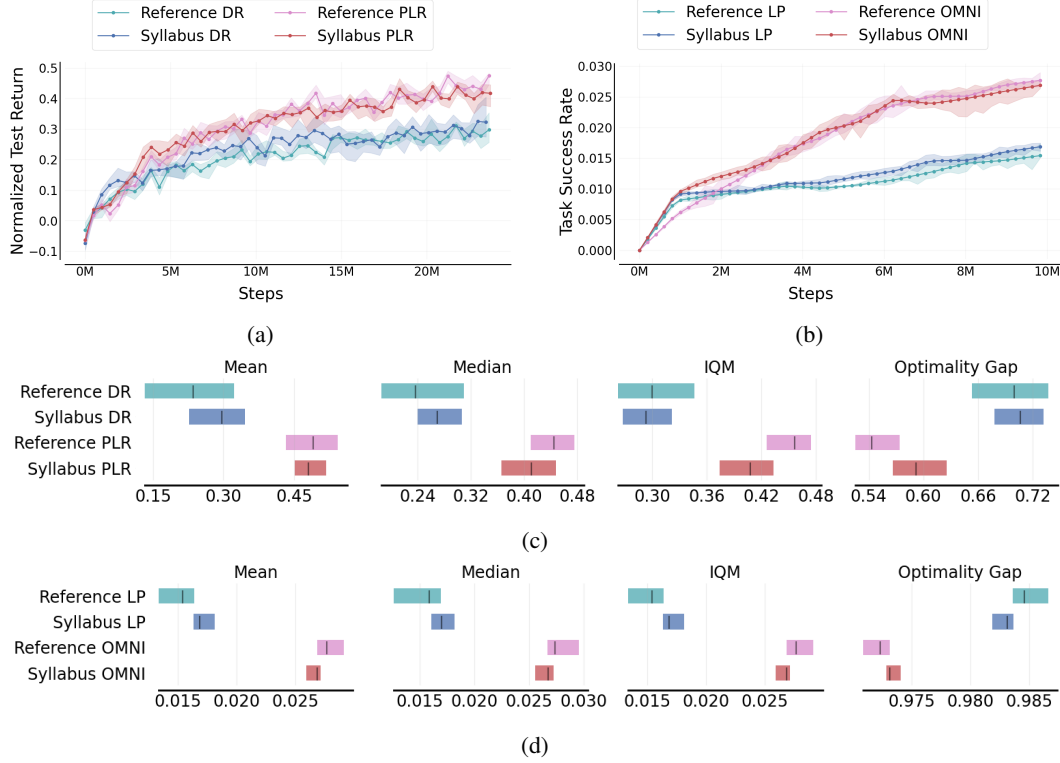 Reference DR Reference PLR
Syllabus DR Syllabus PLR
Normalized Test Return
0.5
0.4
0.3
0.2
0.1
0.0
−0.1
0M 5M 10M 15M 20M
Steps
(a)
Reference LP Reference OMNI
Syllabus LP Syllabus OMNI
Task Success Rate
0.030
0.025
0.020
0.015
0.010
0.005
0.000
0M 2M 4M 6M 8M 10M
Steps
(b)
Mean Median IQM Optimality Gap
Reference DR
Syllabus DR
Reference PLR
Syllabus PLR
0.15 0.30 0.45 0.24 0.32 0.40 0.48 0.30 0.36 0.42 0.48 0.54 0.60 0.66 0.72
(c)
Mean Median IQM Optimality Gap
Reference LP
Syllabus LP
Reference OMNI
Syllabus OMNI
0.015 0.020 0.025 0.015 0.020 0.025 0.030 0.015 0.020 0.025 0.975 0.980 0.985
(d)